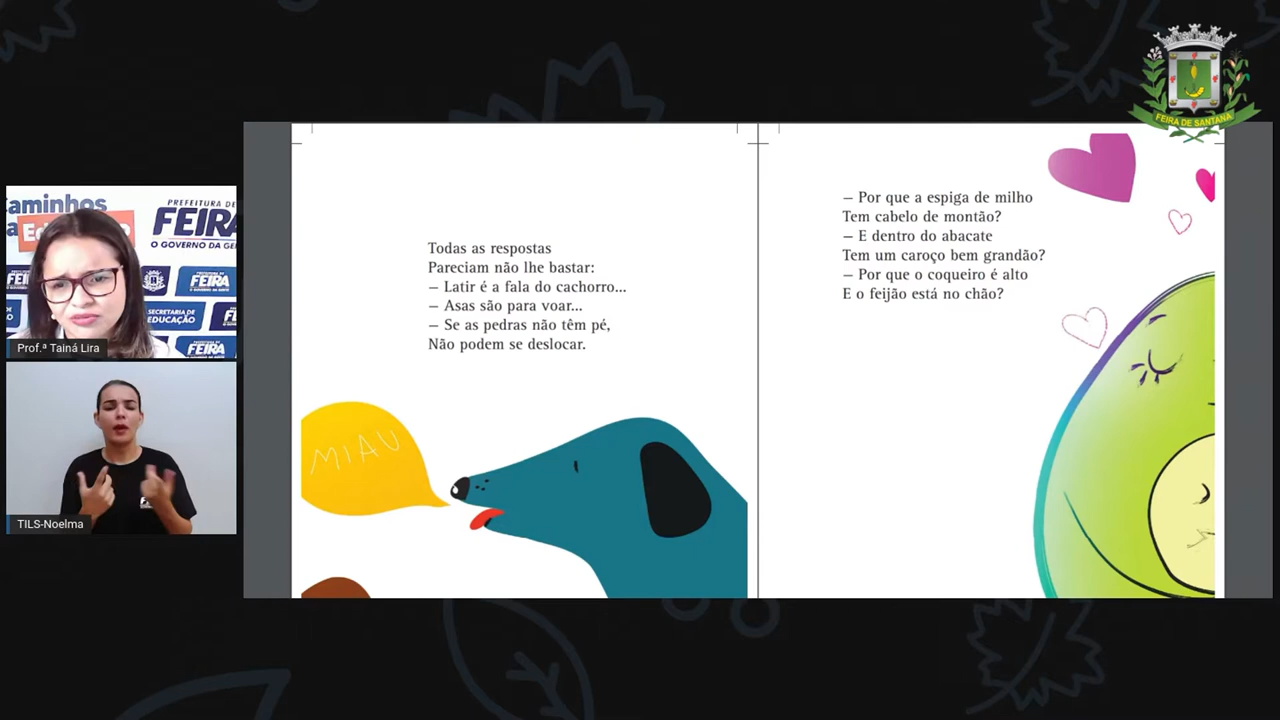 FEIRA DE SANTANA
Caminhos
PREFEITURA DE
FEIRA
O GOVERNO DA
FEIRA
SECRETARIA DE
EDUCAÇÃO
FEIRA
Prof.ª Tainá Lira
TILS-Noelma
Todas as respostas
Pareciam não lhe bastar:
– Latir é a fala do cachorro...
– Asas são para voar...
– Se as pedras não têm pé,
Não podem se deslocar.
MIAU
– Por que a espiga de milho
Tem cabelo de montão?
– E dentro do abacate
Tem um caroço bem grandão?
– Por que o coqueiro é alto
E o feijão está no chão?